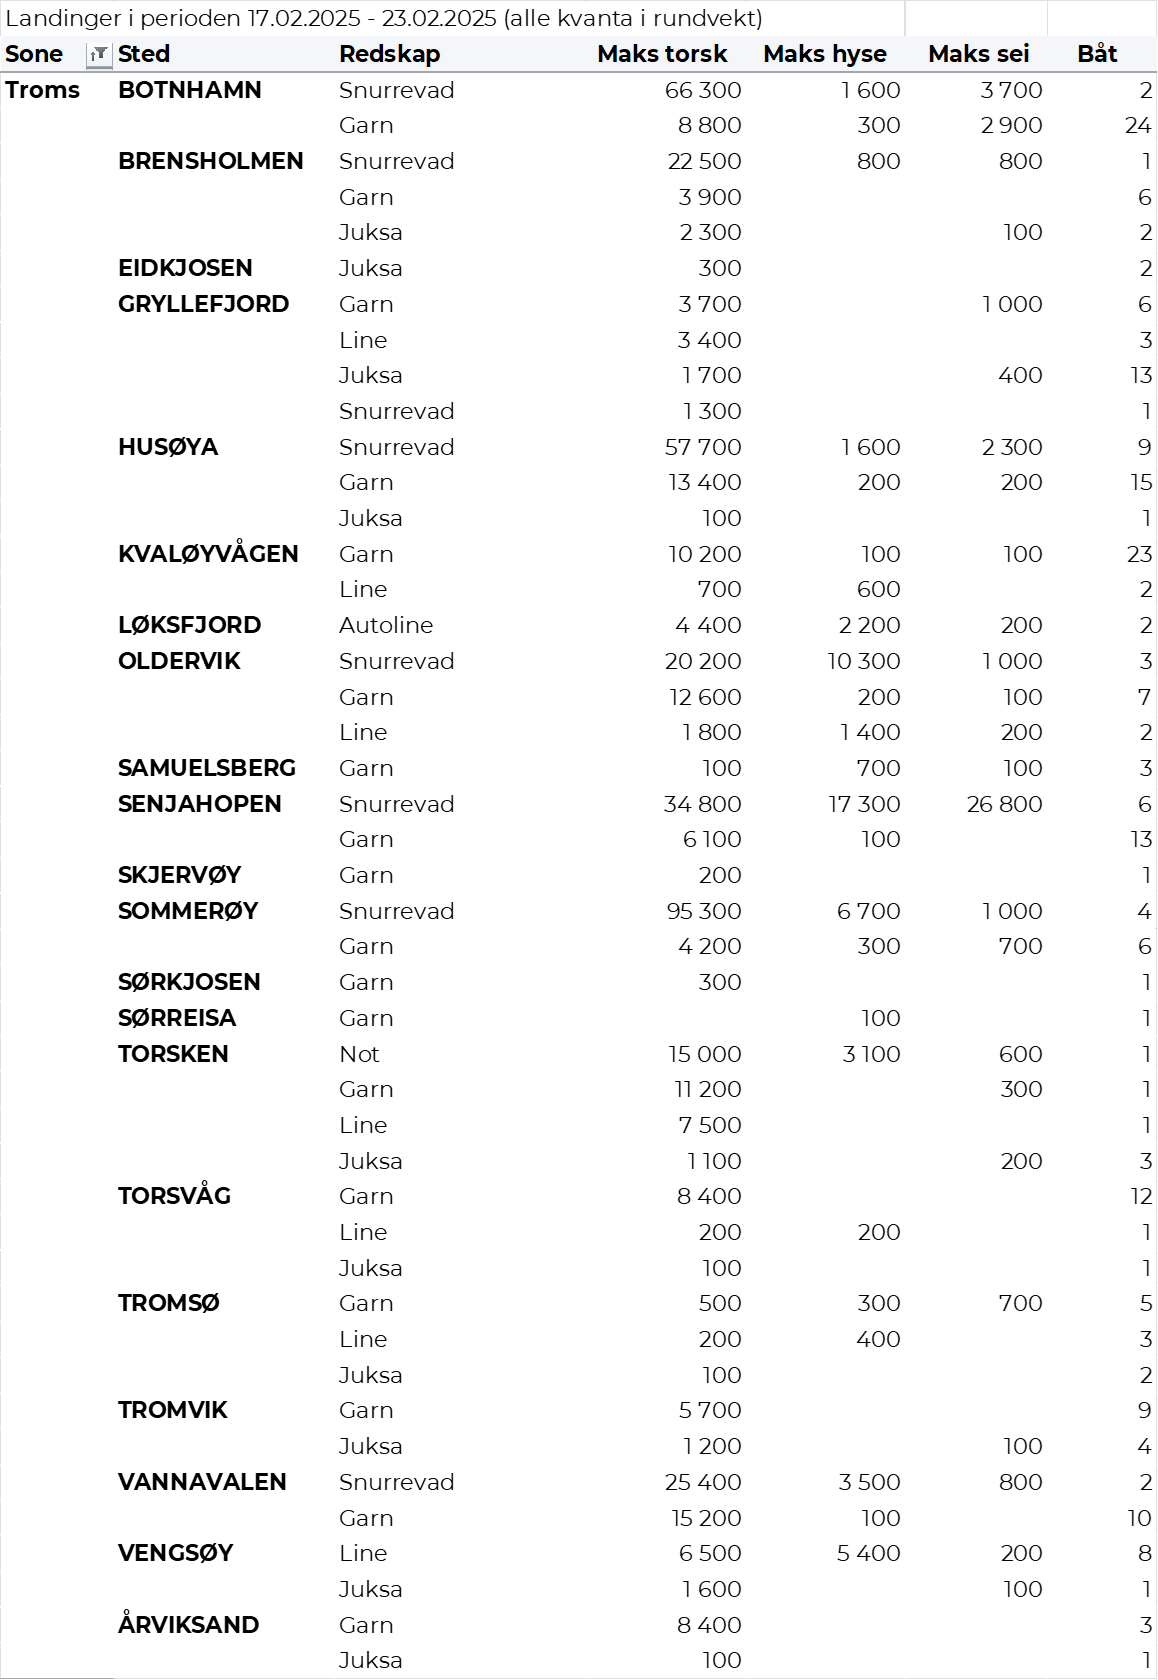 Landinger i perioden 17.02.2025 - 23.02.2025 (alle kvanta i rundvekt)
Sone Sted Redskap Maks torsk Maks hyse Maks sei Båt
Troms BOTNHAMN Snurrevad 66 300 1 600 3 700 2
Garn 8 800 300 2 900 24
BRENSHOLMEN Snurrevad 22 500 800 800 1
Garn 3 900 6
Juksa 2 300 100 2
EIDKJOSEN Juksa 300 2
GRYLLEFJORD Garn 3 700 1 000 6
Line 3 400 3
Juksa 1 700 400 13
Snurrevad 1 300 1
HUSØYA Snurrevad 57 700 1 600 2 300 9
Garn 13 400 200 200 15
Juksa 100 1
KVALØYVÅGEN Garn 10 200 100 100 23
Line 700 600 2
LØKSFJORD Autoline 4 400 2 200 200 2
OLDERVIK Snurrevad 20 200 10 300 1 000 3
Garn 12 600 200 100 7
Line 1 800 1 400 200 2
SAMUELSBERG Garn 100 700 100 3
SENJAHOPEN Snurrevad 34 800 17 300 26 800 6
Garn 6 100 100 13
SKJERVØY Garn 200 1
SOMMERØY Snurrevad 95 300 6 700 1 000 4
Garn 4 200 300 700 6
SØRKJOSEN Garn 300 1
SØRREISA Garn 100 1
TORSKEN Not 15 000 3 100 600 1
Garn 11 200 300 1
Line 7 500 1
Juksa 1 100 200 3
TORSVÅG Garn 8 400 12
Line 200 200 1
Juksa 100 1
TROMSØ Garn 500 300 700 5
Line 200 400 3
Juksa 100 2
TROMVIK Garn 5 700 9
Juksa 1 200 100 4
VANNAVALEN Snurrevad 25 400 3 500 800 2
Garn 15 200 100 10
VENGSØY Line 6 500 5 400 200 8
Juksa 1 600 100 1
ÅRVIKSAND Garn 8 400 3
Juksa 100 1